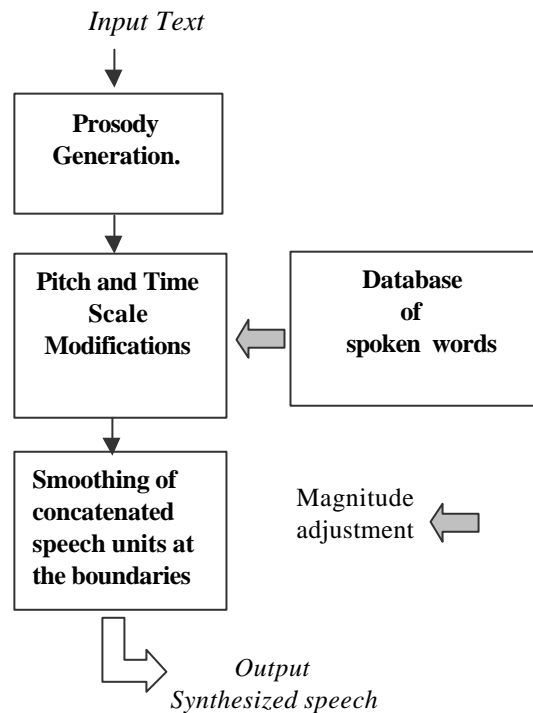 Input Text
Prosody
Generation.
Pitch and Time
Scale
Modifications
Database
of
spoken words
Smoothing of
concatenated
speech units at
the boundaries
Magnitude
adjustment
Output
Synthesized speech